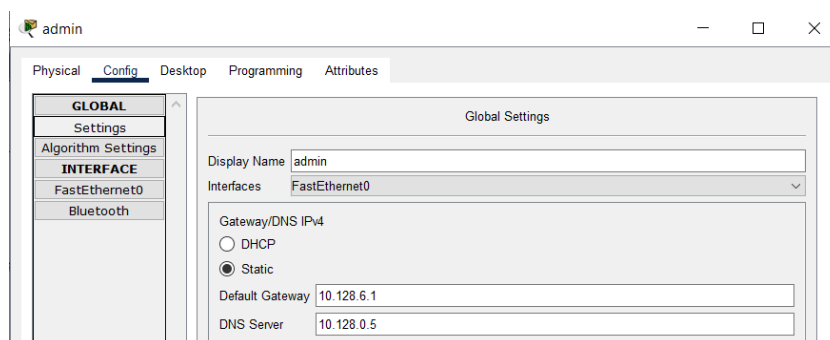 admin
Physical Config Desktop Programming Attributes
GLOBAL
Settings
Algorithm Settings
INTERFACE
FastEthernet0
Bluetooth
Global Settings
Display Name admin
Interfaces FastEthernet0
Gateway/DNS IPv4
DHCP
Static
Default Gateway 10.128.6.1
DNS Server 10.128.0.5